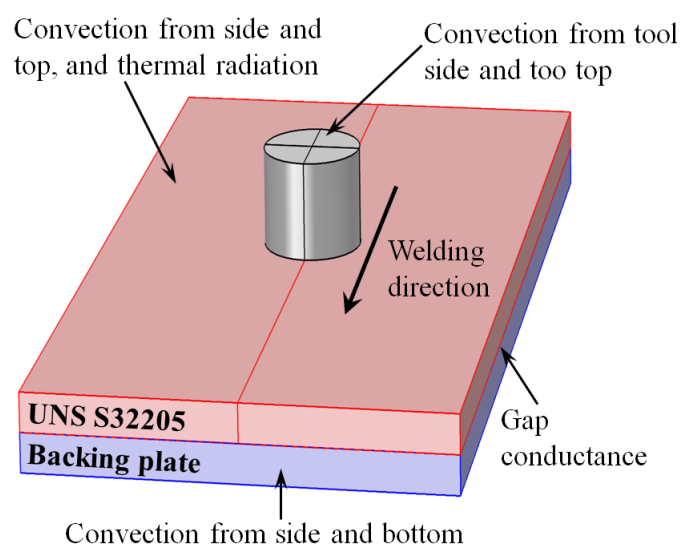 Convection from side and
top, and thermal radiation
Convection from tool
side and too top
Welding
direction
UNS S32205
Backing plate
Gap
conductance
Convection from side and bottom